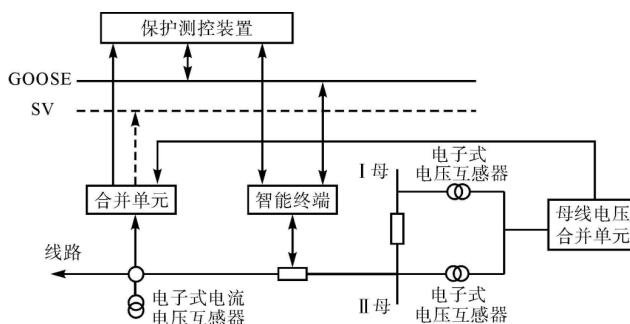 保护测控装置
GOOSE
SV
合并单元
智能终端
Ⅰ母
电子式
电压互感器
母线电压
合并单元
线路
电子式电流
电压互感器
Ⅱ母
电子式
电压互感器